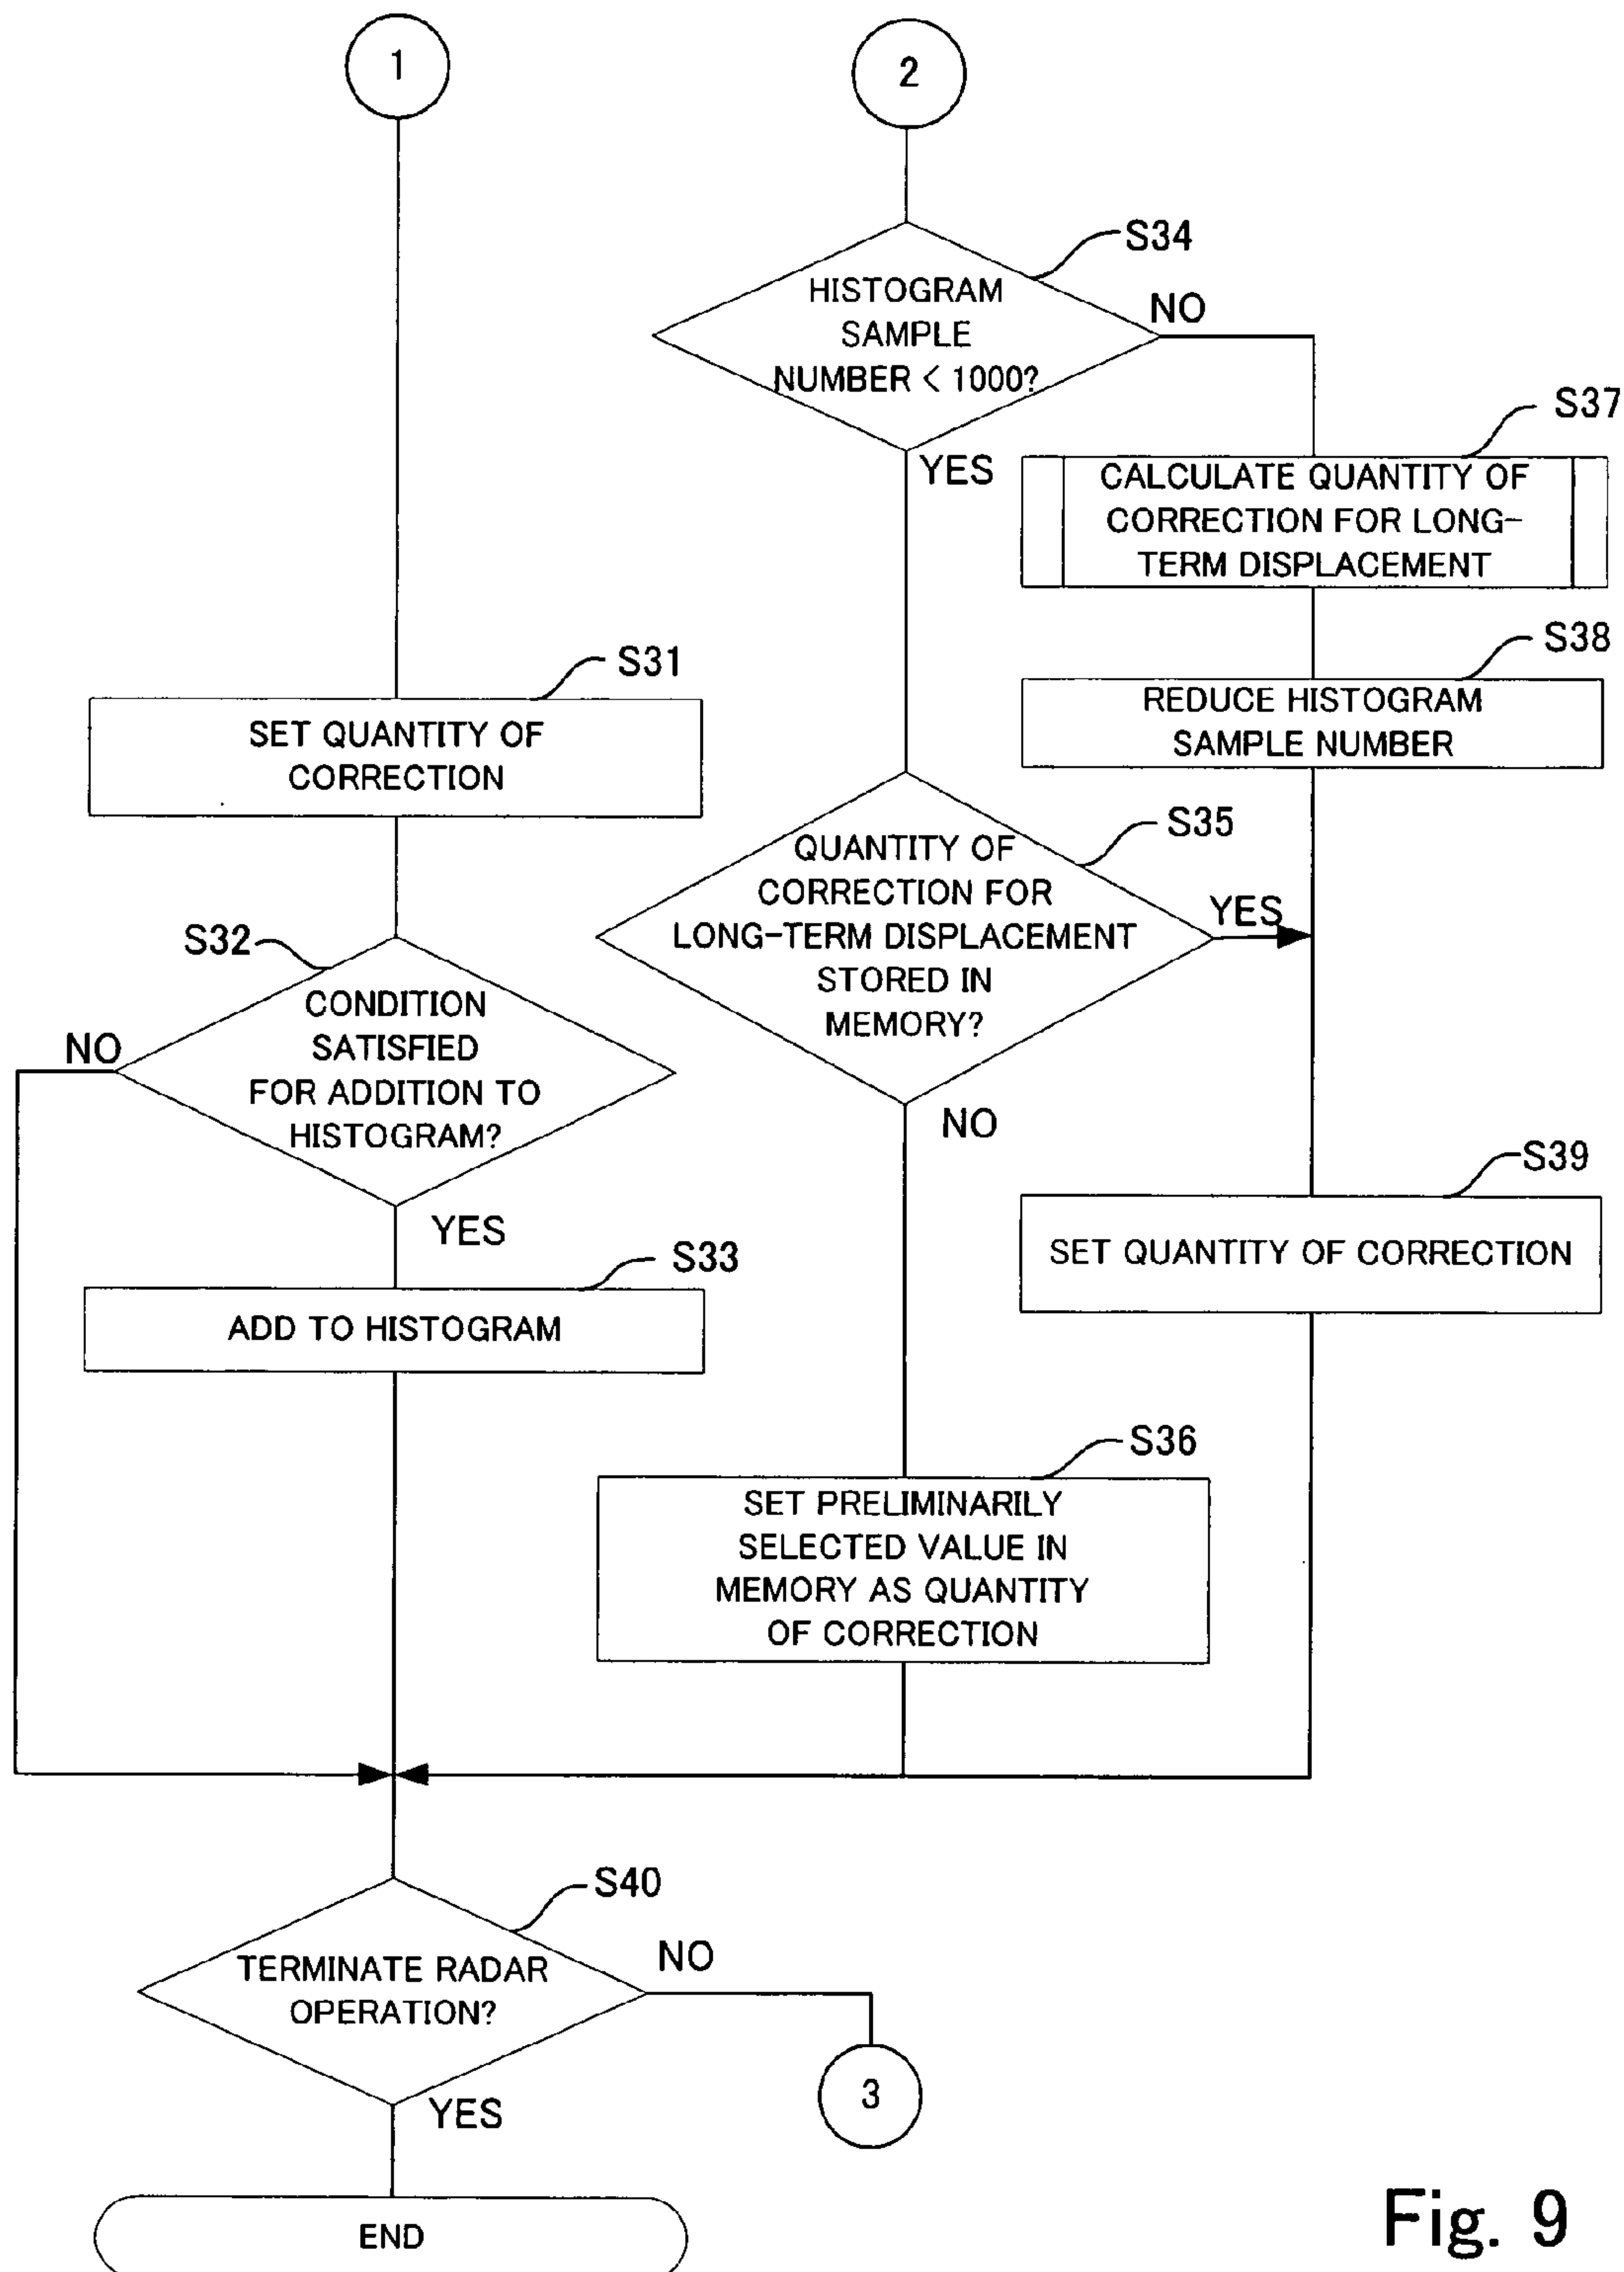 1
2
S34
HISTOGRAM
SAMPLE
NUMBER < 1000?
NO
YES
S37
CALCULATE QUANTITY OF
CORRECTION FOR LONG-
TERM DISPLACEMENT
S38
REDUCE HISTOGRAM
SAMPLE NUMBER
S31
SET QUANTITY OF
CORRECTION
S35
QUANTITY OF
CORRECTION FOR
LONG-TERM DISPLACEMENT
STORED IN
MEMORY?
YES
NO
S32
CONDITION
SATISFIED
FOR ADDITION TO
HISTOGRAM?
NO
YES
S39
SET QUANTITY OF CORRECTION
S33
ADD TO HISTOGRAM
S36
SET PRELIMINARILY
SELECTED VALUE IN
MEMORY AS QUANTITY
OF CORRECTION
S40
TERMINATE RADAR
OPERATION?
NO
3
YES
END
Fig. 9